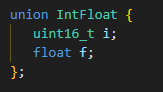 union IntFloat {
    uint16_t i;
    float f;
};